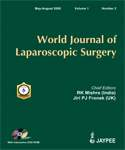 May-August 2008 Volume 1 Number 2
World Journal of
Laparoscopic Surgery
Chief Editors
RK Mishra (India)
Jiri PJ Fronek (UK)
JAYPEE